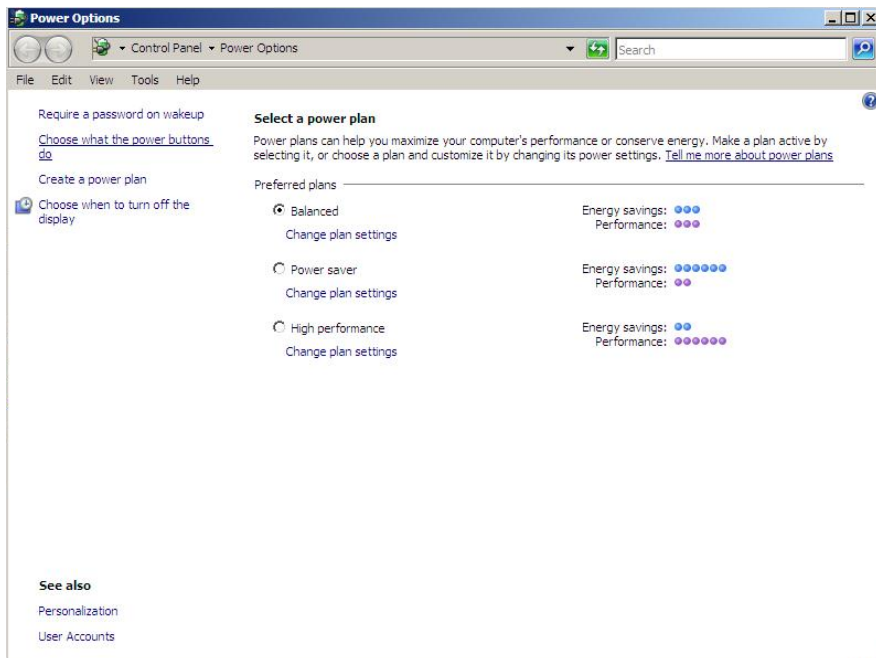 Power Options
Control Panel Power Options
Search
File Edit View Tools Help
Require a password on wakeup
Choose what the power buttons
do
Create a power plan
Choose when to turn off the
display
Select a power plan
Power plans can help you maximize your computer's performance or conserve energy. Make a plan active by
selecting it, or choose a plan and customize it by changing its power settings. Tell me more about power plans
Preferred plans
Balanced
Energy savings:
Change plan settings
Performance:
Power saver
Energy savings:
Change plan settings
Performance:
High performance
Energy savings:
Change plan settings
Performance:
See also
Personalization
User Accounts